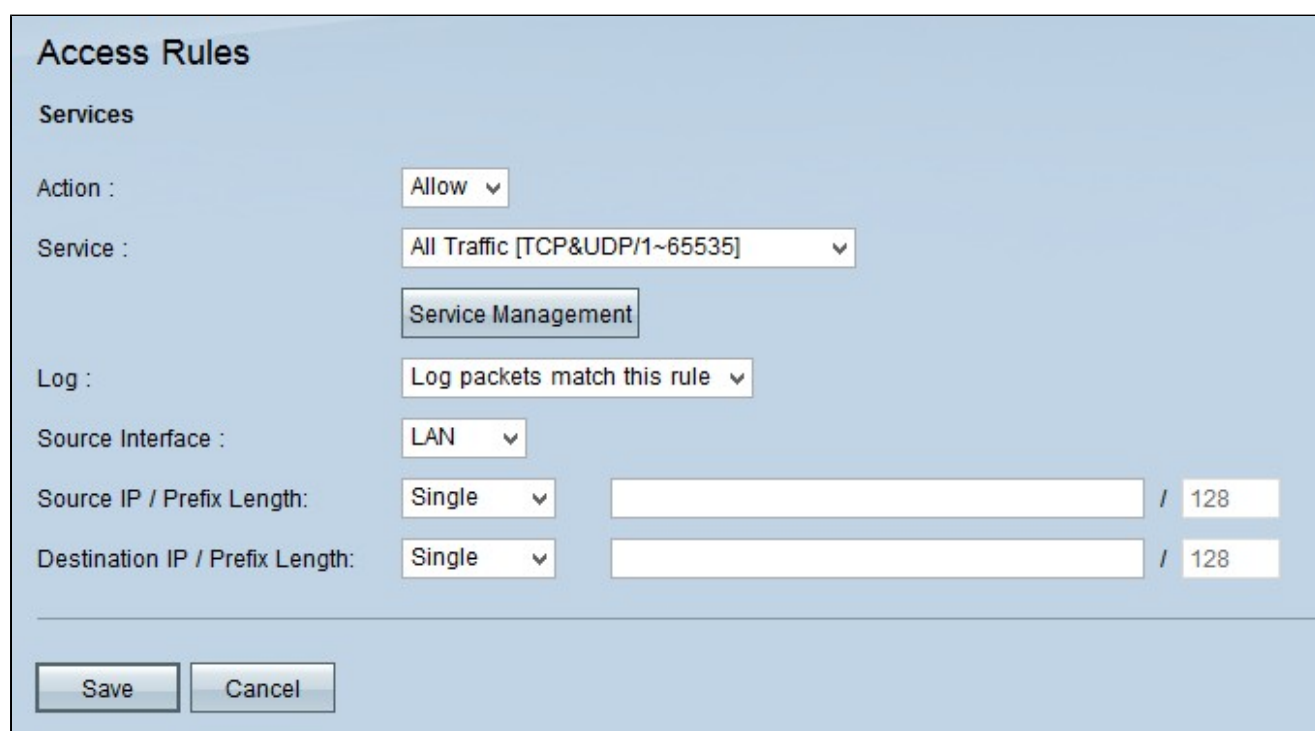 Access Rules
Services
Action : Allow
Service : All Traffic [TCP&UDP/1~65535]
Service Management
Log : Log packets match this rule
Source Interface : LAN
Source IP / Prefix Length: Single / 128
Destination IP / Prefix Length: Single / 128
Save Cancel